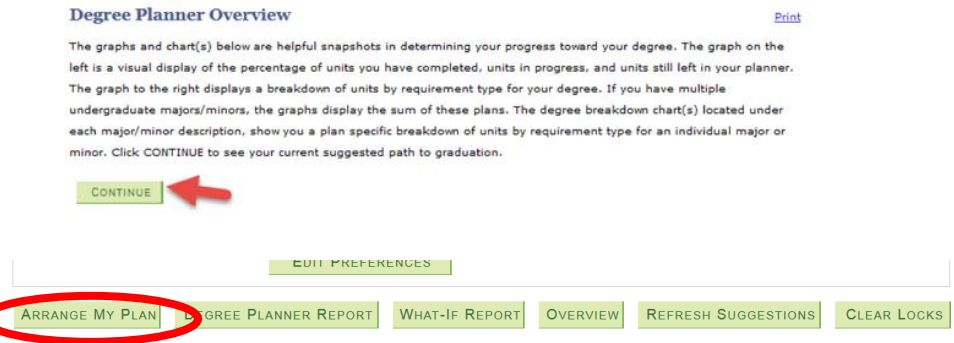 Degree Planner Overview
Print
The graphs and chart(s) below are helpful snapshots in determining your progress toward your degree. The graph on the
left is a visual display of the percentage of units you have completed, units in progress, and units still left in your planner.
The graph to the right displays a breakdown of units by requirement type for your degree. If you have multiple
undergraduate majors/minors, the graphs display the sum of these plans. The degree breakdown chart(s) located under
each major/minor description, show you a plan specific breakdown of units by requirement type for an individual major or
minor. Click CONTINUE to see your current suggested path to graduation.
CONTINUE
EDIT PREFERENCES
ARRANGE MY PLAN DEGREE PLANNER REPORT WHAT-IF REPORT OVERVIEW REFRESH SUGGESTIONS CLEAR LOCKS